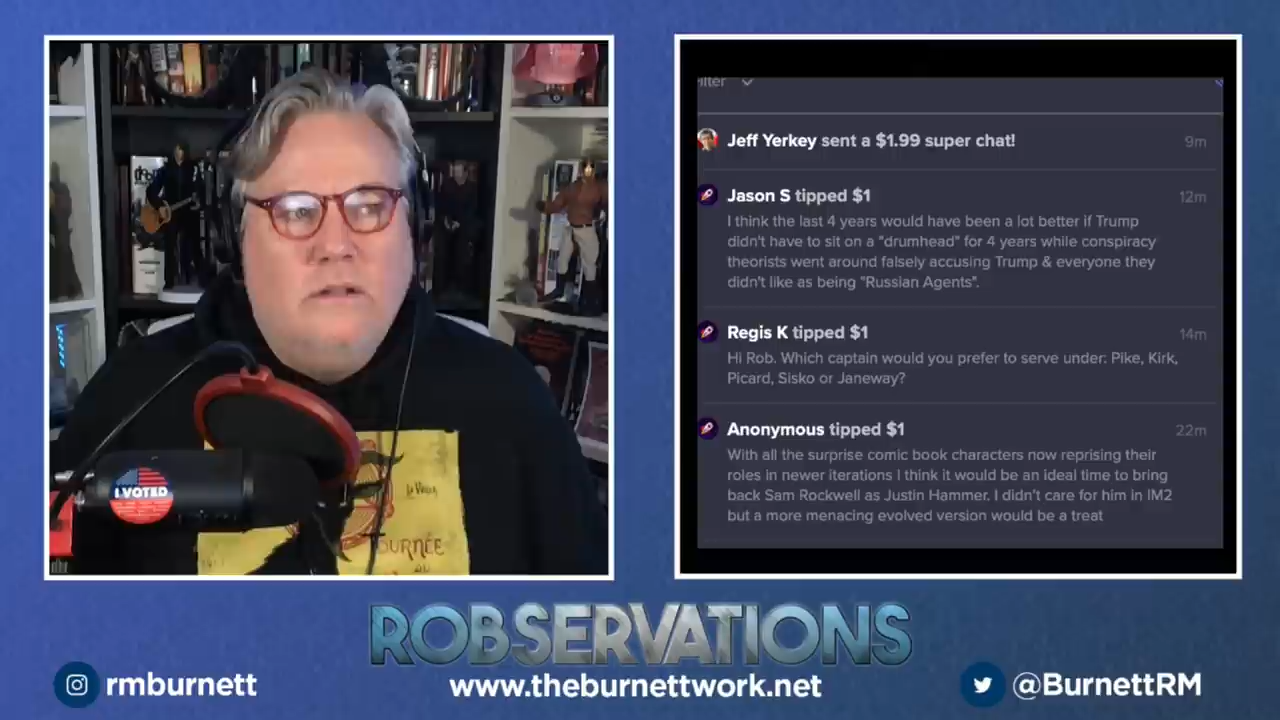 I VOTED
Le Ville
OURNÉE
AU
ilter
Jeff Yerkey sent a $1.99 super chat!
9m
Jason S tipped $1
12m
I think the last 4 years would have been a lot better if Trump
didn't have to sit on a "drumhead" for 4 years while conspiracy
theorists went around falsely accusing Trump & everyone they
didn't like as being "Russian Agents".
Regis K tipped $1
14m
Hi Rob. Which captain would you prefer to serve under: Pike, Kirk,
Picard, Sisko or Janeway?
Anonymous tipped $1
22m
With all the surprise comic book characters now reprising their
roles in newer iterations I think it would be an ideal time to bring
back Sam Rockwell as Justin Hammer. I didn't care for him in IM2
but a more menacing evolved version would be a treat
ROBSERVATIONS
rmburnett
www.theburnettwork.net
@BurnettRM